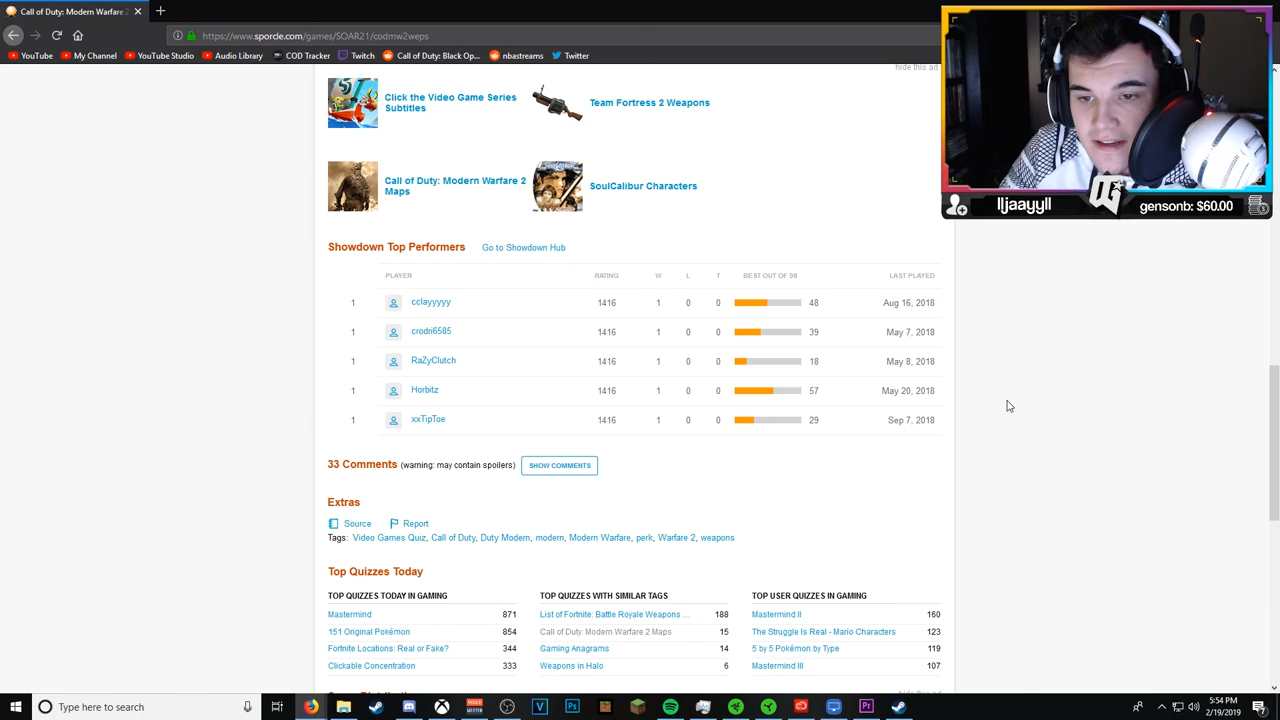 Call of Duty: Modern Warfare 2
https://www.sporcle.com/games/SOAR21/codmw2weps
YouTube My Channel YouTube Studio Audio Library COD Tracker Twitch Call of Duty: Black Op... nbastreams Twitter
hide this ad
Click the Video Game Series Subtitles
Team Fortress 2 Weapons
Call of Duty: Modern Warfare 2 Maps
SoulCalibur Characters
lljaayyll
gensonb: $60.00
Showdown Top Performers Go to Showdown Hub
PLAYER RATING W L T BEST OUT OF 98 LAST PLAYED
1 cclayyyyy 1416 1 0 0 48 Aug 16, 2018
1 crodri6585 1416 1 0 0 39 May 7, 2018
1 RaZyClutch 1416 1 0 0 18 May 8, 2018
1 Horbitz 1416 1 0 0 57 May 20, 2018
1 xxTipToe 1416 1 0 0 29 Sep 7, 2018
33 Comments (warning: may contain spoilers) SHOW COMMENTS
Extras
Source Report
Tags: Video Games Quiz, Call of Duty, Duty Modern, modern, Modern Warfare, perk, Warfare 2, weapons
Top Quizzes Today
TOP QUIZZES TODAY IN GAMING
Mastermind 871
151 Original Pokémon 854
Fortnite Locations: Real or Fake? 344
Clickable Concentration 333
TOP QUIZZES WITH SIMILAR TAGS
List of Fortnite: Battle Royale Weapons ... 188
Call of Duty: Modern Warfare 2 Maps 15
Gaming Anagrams 14
Weapons in Halo 6
TOP USER QUIZZES IN GAMING
Mastermind II 160
The Struggle Is Real - Mario Characters 123
5 by 5 Pokémon by Type 119
Mastermind III 107
hide this ad
Type here to search
5:54 PM
2/19/2019